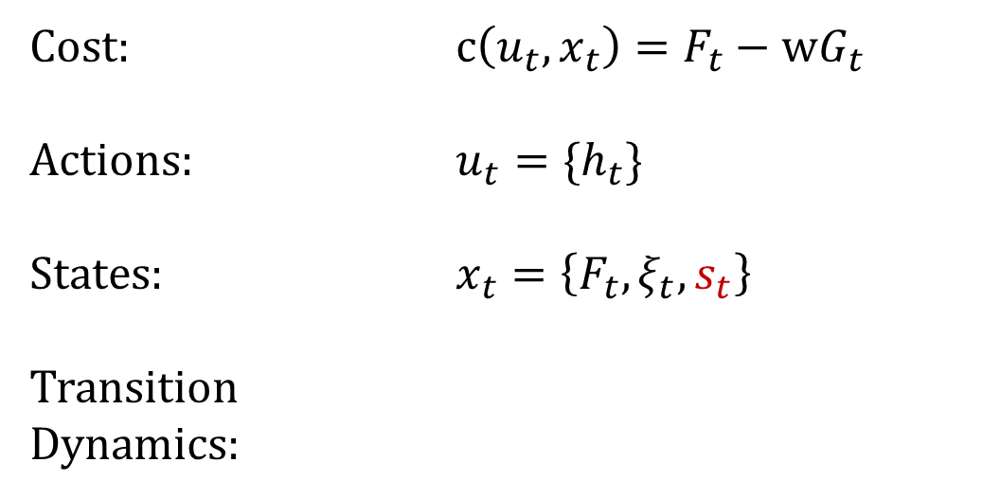 Cost: c(u_t, x_t) = F_t − wG_t
Actions: u_t = {h_t}
States: x_t = {F_t, ξ_t, s_t}
Transition
Dynamics: